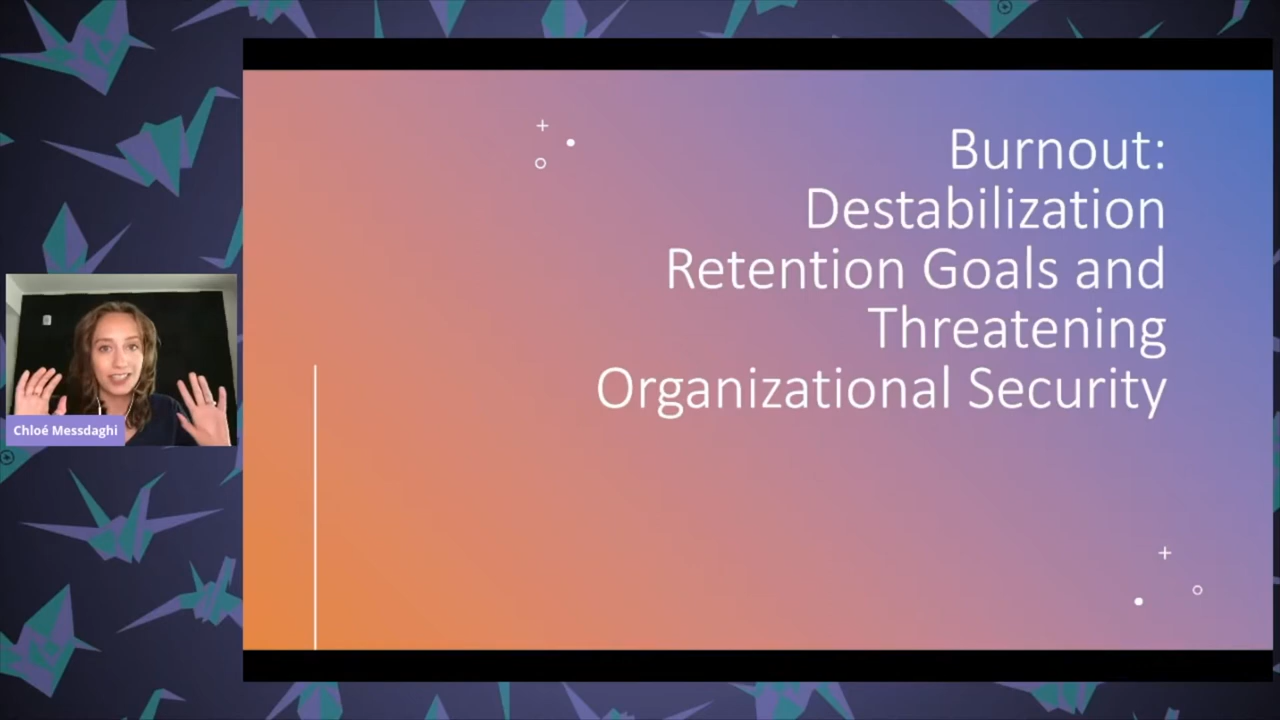 Burnout:
Destabilization
Retention Goals and
Threatening
Organizational Security
Chloé Messdaghi